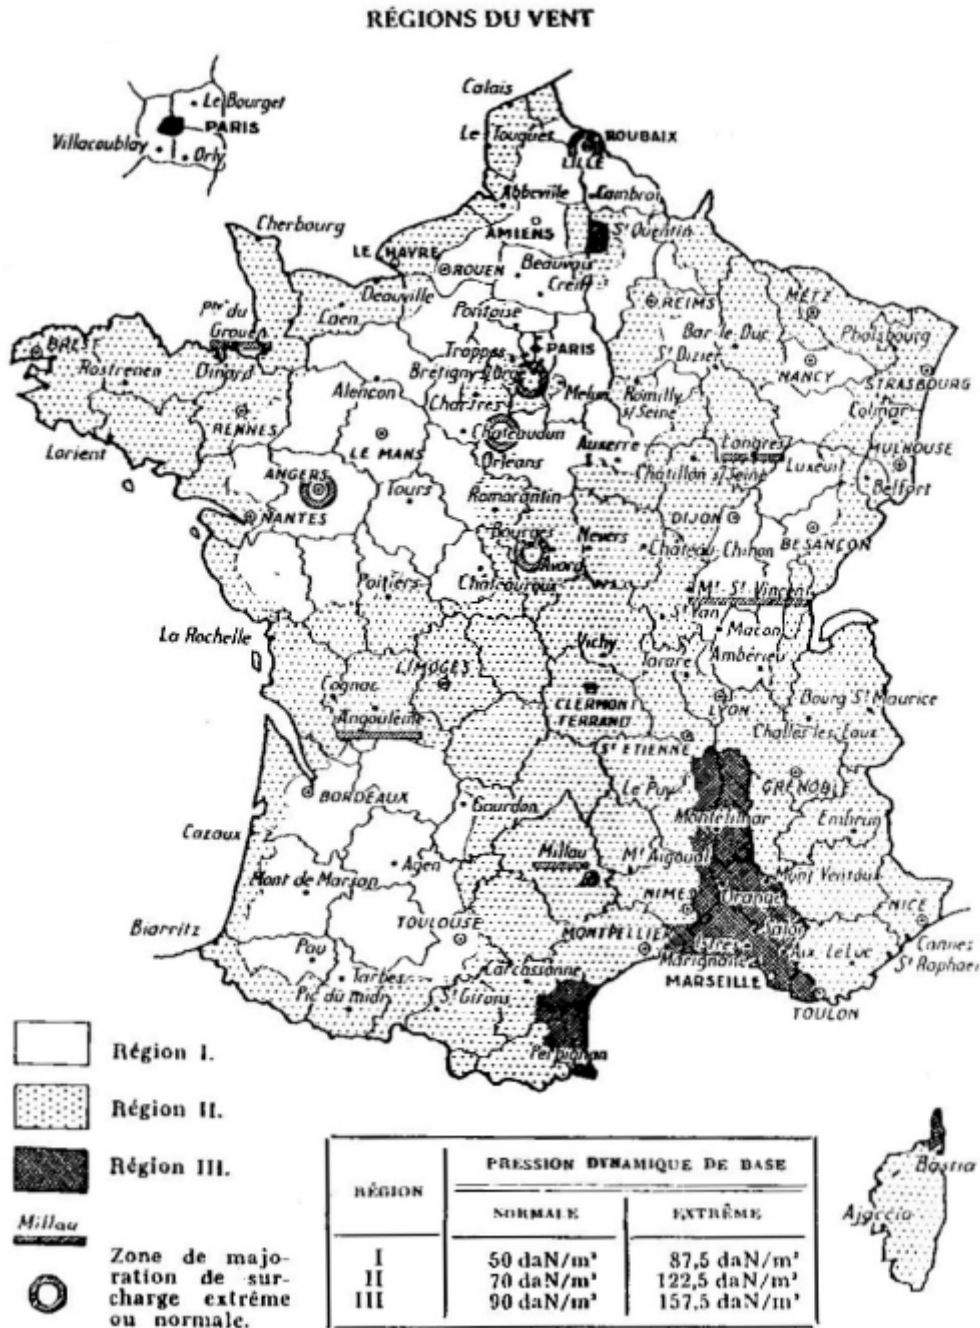 RÉGIONS DU VENT
Calais
Le Bourget
PARIS
Villacoublay
Orly
Le Touquet
ROUBAIX
LILLE
Abbeville
Cambrai
Cherbourg
AMIENS
St Quentin
LE HAVRE
ROUEN
Beauvais
Creil
REIMS
METZ
Deauville
Caen
Pontoise
Bar-le-Duc
Phalsbourg
Pte du
Grouen
PARIS
St Dizier
BREST
Trappes
NANCY
Rostrenen
Dinard
Brétigny s/Orge
STRASBOURG
Alençon
Melun
Romilly
s/Seine
Chartres
Colmar
RENNES
Chateaudun
Auxerre
Langres
MULHOUSE
Lorient
LE MANS
Orléans
Chatillon s/Seine
Luxeuil
ANGERS
Tours
Romorantin
Belfort
NANTES
Bourges
Nevers
DIJON
BESANÇON
Avord
Château-Chinon
Poitiers
Chateauroux
Mt-St-Vincent
St Yan
La Rochelle
Macon
Vichy
Tarare
Ambérieu
LIMOGES
Cognac
CLERMONT
FERRAND
LYON
Bourg St Maurice
Angoulême
Challes les Eaux
St ETIENNE
Le Puy
GRENOBLE
BORDEAUX
Gourdon
Montélimar
Embrun
Cazaux
Millau
Mt Aigoual
Agen
Mont Ventoux
Mont de Marsan
NIMES
Orange
NICE
Biarritz
TOULOUSE
MONTPELLIER
Salon
Cannes
Pau
Istres
Aix
Le Luc
St Raphael
Carcassonne
Marignane
Tarbes
MARSEILLE
Pic du midi
St Girons
TOULON
Perpignan
Région I.
Région II.
Région III.
Bastia
Ajaccio
Millau
Zone de majo-
ration de sur-
charge extrême
ou normale.
RÉGION
PRESSION DYNAMIQUE DE BASE
NORMALE EXTRÊME
I 50 daN/m² 87,5 daN/m²
II 70 daN/m² 122,5 daN/m²
III 90 daN/m² 157,5 daN/m²